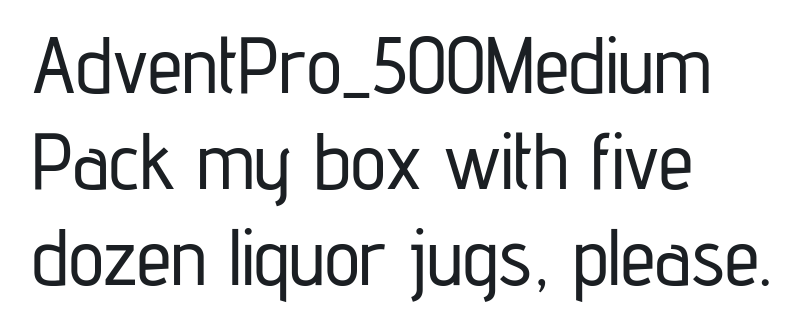 AdventPro_500Medium
Pack my box with five
dozen liquor jugs, please.